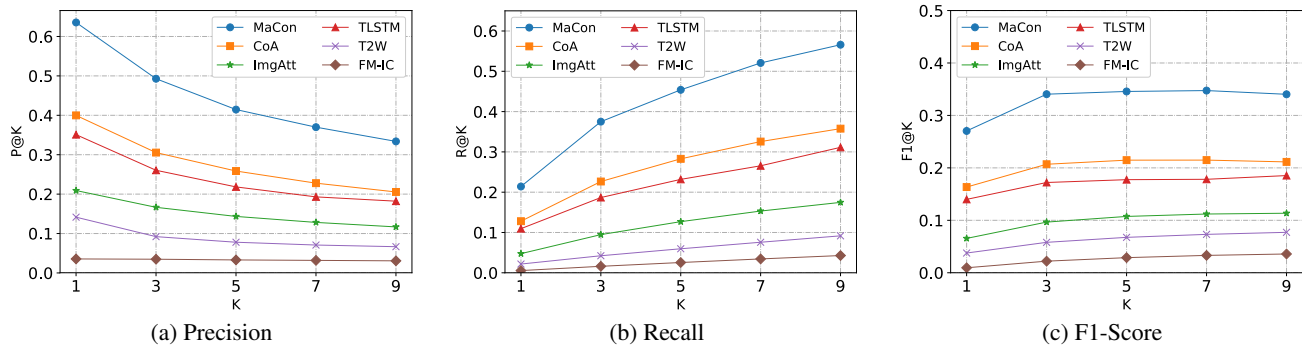 0.6
0.5
0.4
0.3
0.2
0.1
0.0
P@K
MaCon
CoA
ImgAtt
TLSTM
T2W
FM-IC
1 3 5 7 9
K
(a) Precision
0.6
0.5
0.4
0.3
0.2
0.1
0.0
R@K
MaCon
CoA
ImgAtt
TLSTM
T2W
FM-IC
1 3 5 7 9
K
(b) Recall
0.5
0.4
0.3
0.2
0.1
0.0
F1@K
MaCon
CoA
ImgAtt
TLSTM
T2W
FM-IC
1 3 5 7 9
K
(c) F1-Score